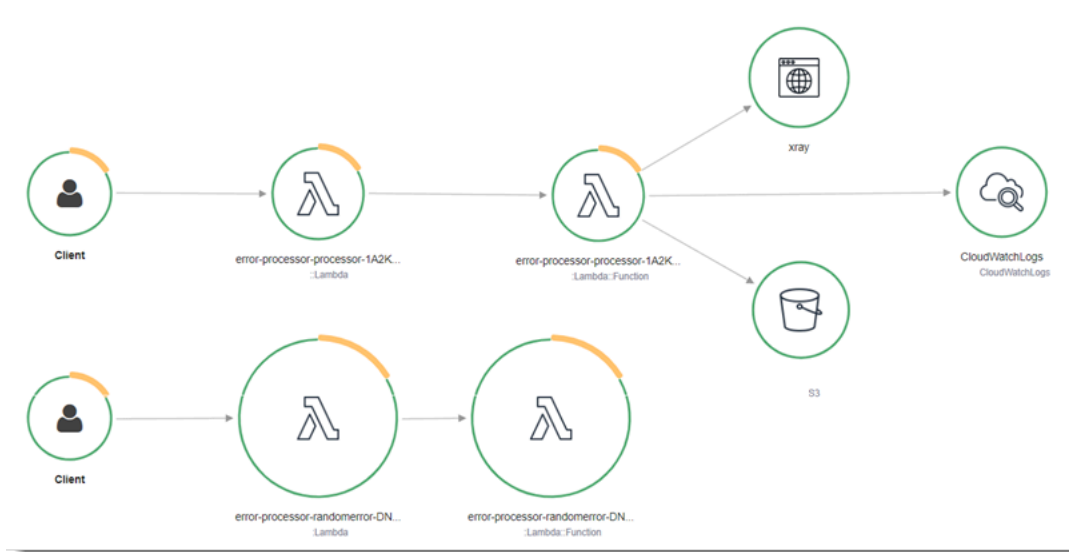 xray
Client
error-processor-processor-1A2K...
::Lambda
error-processor-processor-1A2K...
:Lambda::Function
CloudWatchLogs
CloudWatchLogs
S3
Client
error-processor-randomerror-DN...
:Lambda
error-processor-randomerror-DN...
:Lambda::Function